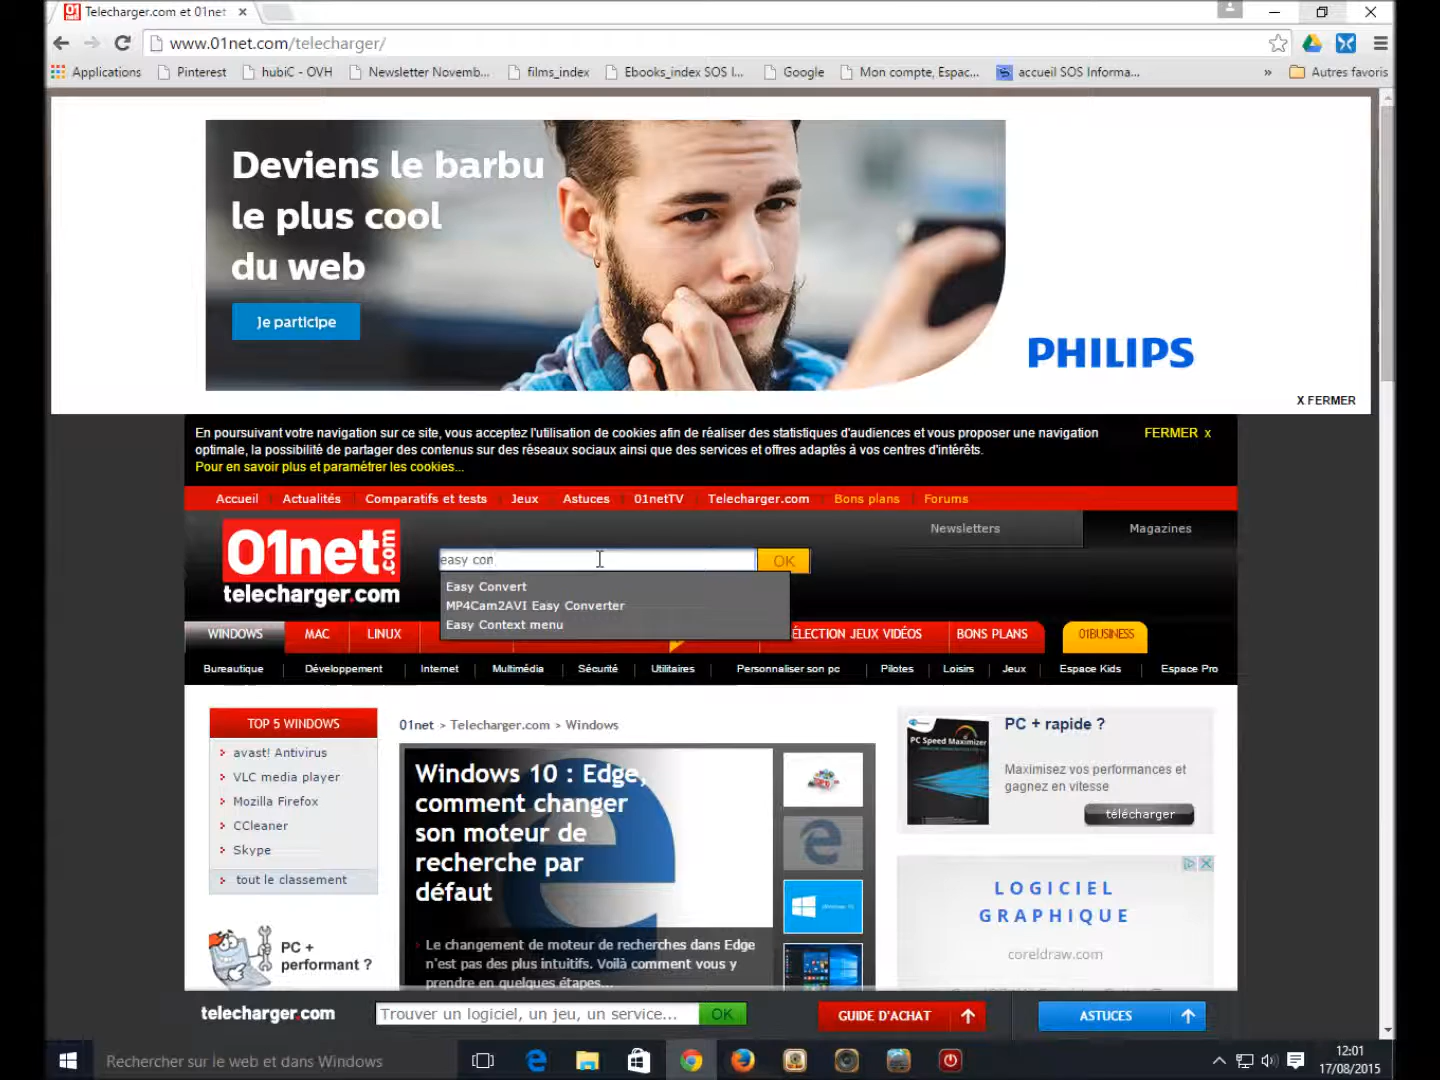 Telecharger.com et 01net
www.01net.com/telecharger/
Applications Pinterest hubiC - OVH Newsletter Novemb... films_index Ebooks_index SOS I... Google Mon compte, Espac... accueil SOS Informa... » Autres favoris
Deviens le barbu
le plus cool
du web
Je participe
PHILIPS
X FERMER
En poursuivant votre navigation sur ce site, vous acceptez l'utilisation de cookies afin de réaliser des statistiques d'audiences et vous proposer une navigation
optimale, la possibilité de partager des contenus sur des réseaux sociaux ainsi que des services et offres adaptés à vos centres d'intérêts.
Pour en savoir plus et paramétrer les cookies...
FERMER x
Accueil Actualités Comparatifs et tests Jeux Astuces 01netTV Telecharger.com Bons plans Forums
Newsletters Magazines
01net.com
telecharger.com
easy con OK
Easy Convert
MP4Cam2AVI Easy Converter
Easy Context menu
WINDOWS MAC LINUX ÉLECTION JEUX VIDÉOS BONS PLANS 01BUSINESS
Bureautique Développement Internet Multimédia Sécurité Utilitaires Personnaliser son pc Pilotes Loisirs Jeux Espace Kids Espace Pro
TOP 5 WINDOWS
avast! Antivirus
VLC media player
Mozilla Firefox
CCleaner
Skype
tout le classement
PC +
performant ?
01net > Telecharger.com > Windows
Windows 10 : Edge,
comment changer
son moteur de
recherche par
défaut
Le changement de moteur de recherches dans Edge
n'est pas des plus intuitifs. Voilà comment vous y
prendre en quelques étapes...
PC Speed Maximizer
PC + rapide ?
Maximisez vos performances et
gagnez en vitesse
télécharger
LOGICIEL
GRAPHIQUE
coreldraw.com
telecharger.com
Trouver un logiciel, un jeu, un service... OK
GUIDE D'ACHAT
ASTUCES
Rechercher sur le web et dans Windows
12:01
17/08/2015